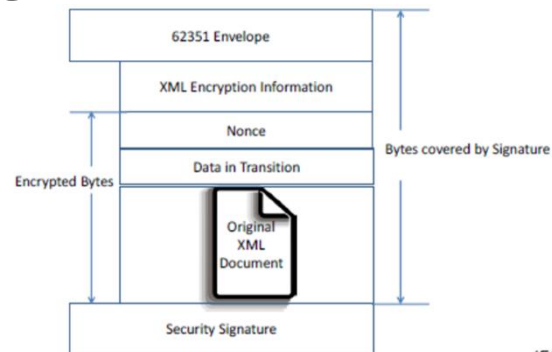 62351 Envelope
XML Encryption Information
Nonce
Bytes covered by Signature
Data in Transition
Encrypted Bytes
Original
XML
Document
Security Signature